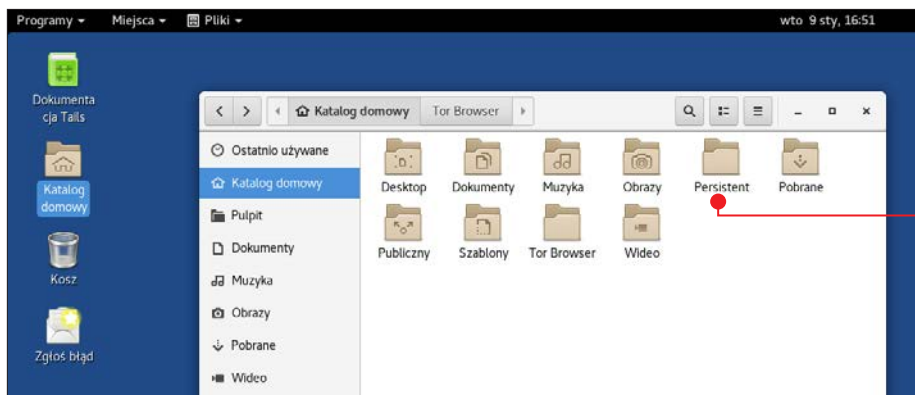 Programy Miejsca Pliki wto 9 sty, 16:51
Dokumenta
cja Tails
Katalog
domowy
Kosz
Zgłoś błąd
Katalog domowy Tor Browser
Ostatnio używane
Katalog domowy
Pulpit
Dokumenty
Muzyka
Obrazy
Pobrane
Wideo
Desktop Dokumenty Muzyka Obrazy Persistent Pobrane
Publiczny Szablony Tor Browser Wideo